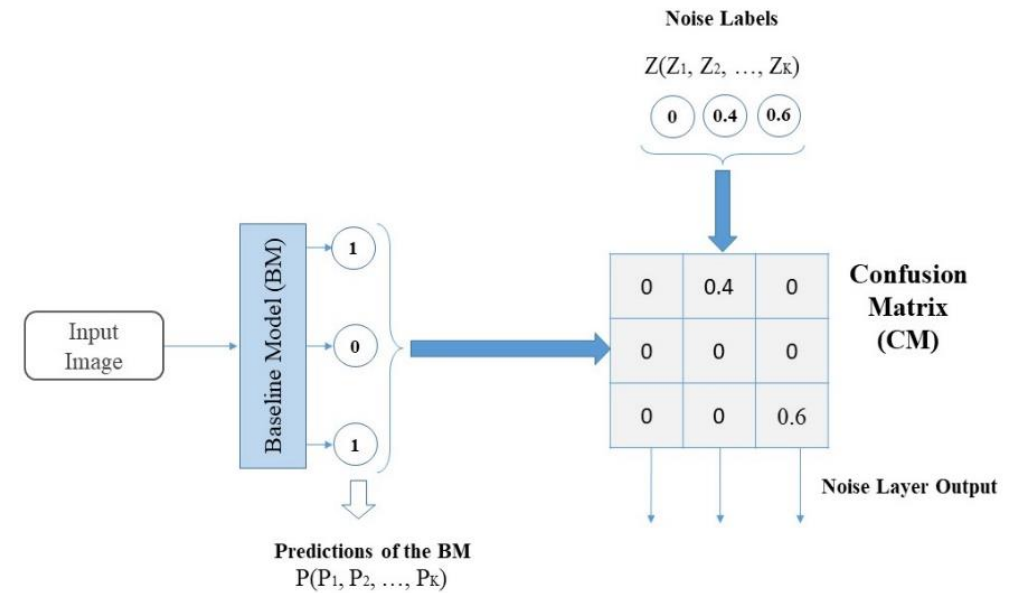 Noise Labels
Z(Z1, Z2, …, ZK)
0 0.4 0.6
Input
Image
Baseline Model (BM)
1
0
1
Predictions of the BM
P(P1, P2, …, PK)
0 0.4 0
0 0 0
0 0 0.6
Confusion
Matrix
(CM)
Noise Layer Output